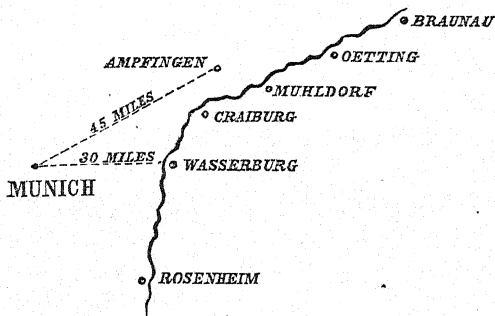 BRAUNAU
OETTING
AMPFINGEN
MUHLDORF
45 MILES
CRAIBURG
30 MILES
WASSERBURG
MUNICH
ROSENHEIM